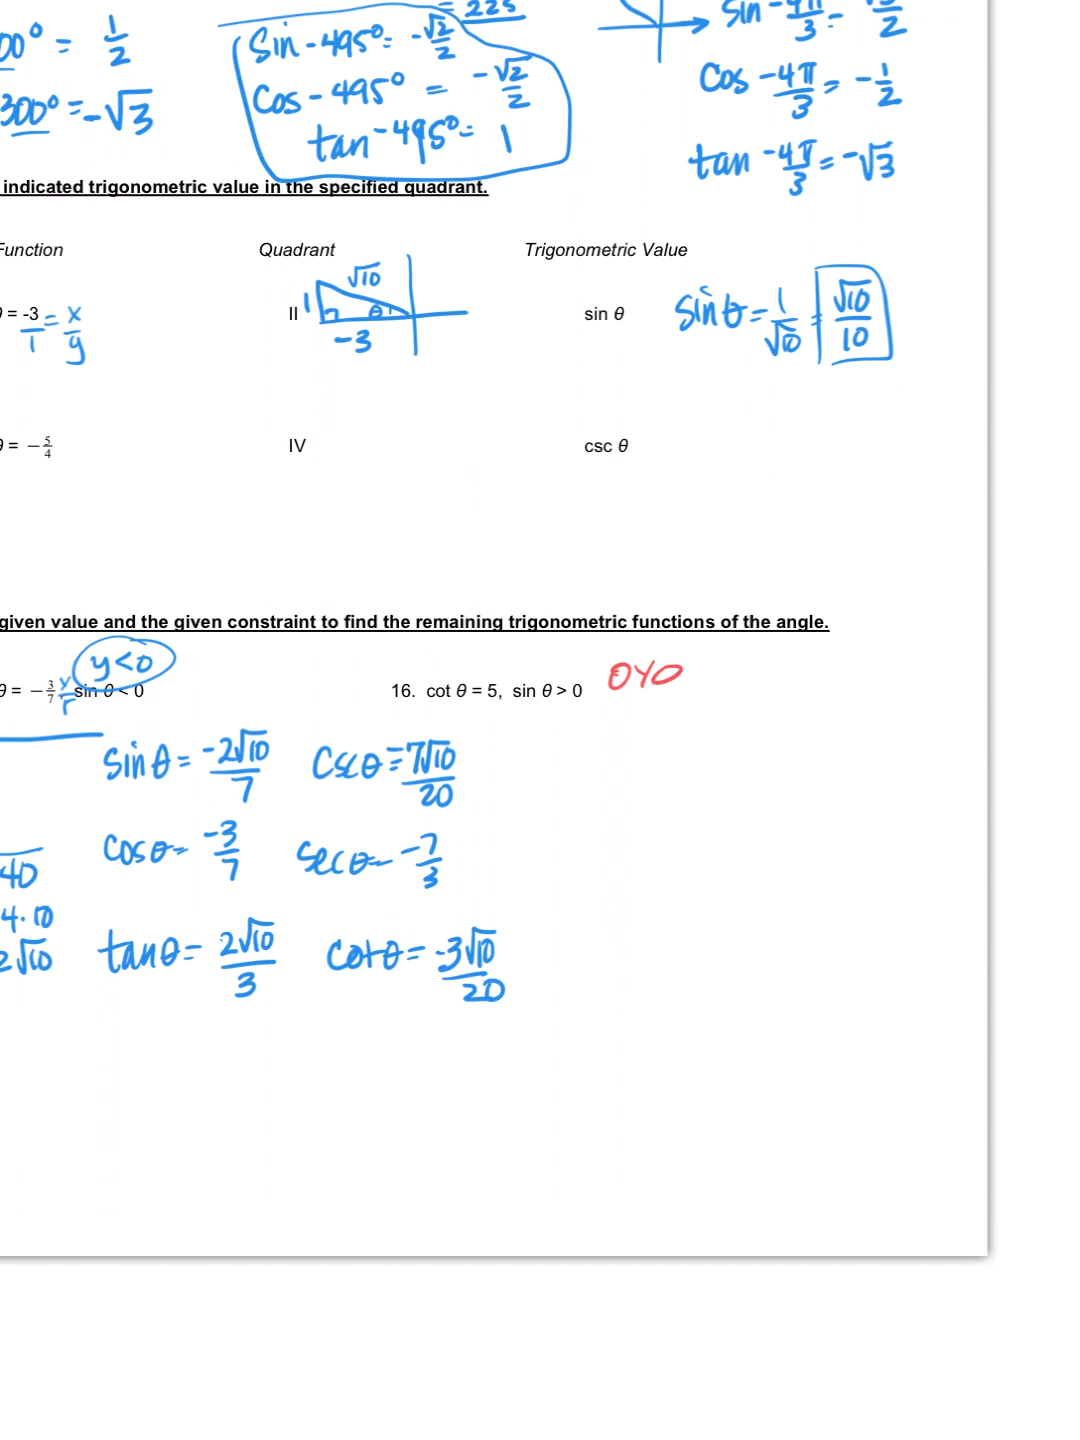 = 225
00° = 1/2
300° = -√3
Sin -495° = -√2/2
Cos -495° = -√2/2
tan -495° = 1
Cos -4π/3 = -1/2
tan -4π/3 = -√3
indicated trigonometric value in the specified quadrant.
Function Quadrant Trigonometric Value
θ = -3/1 = x/y II 1 √10 θ -3 sin θ sin θ = 1/√10 = √10/10
θ = -5/4 IV csc θ
given value and the given constraint to find the remaining trigonometric functions of the angle.
y<0
θ = -3/7 x/r sin θ < 0 16. cot θ = 5, sin θ > 0 OYO
sin θ = -2√10/7 csc θ = 7√10/20
cos θ = -3/7 sec θ = -7/3
40
4·10
2√10 tan θ = 2√10/3 cot θ = -3√10/20